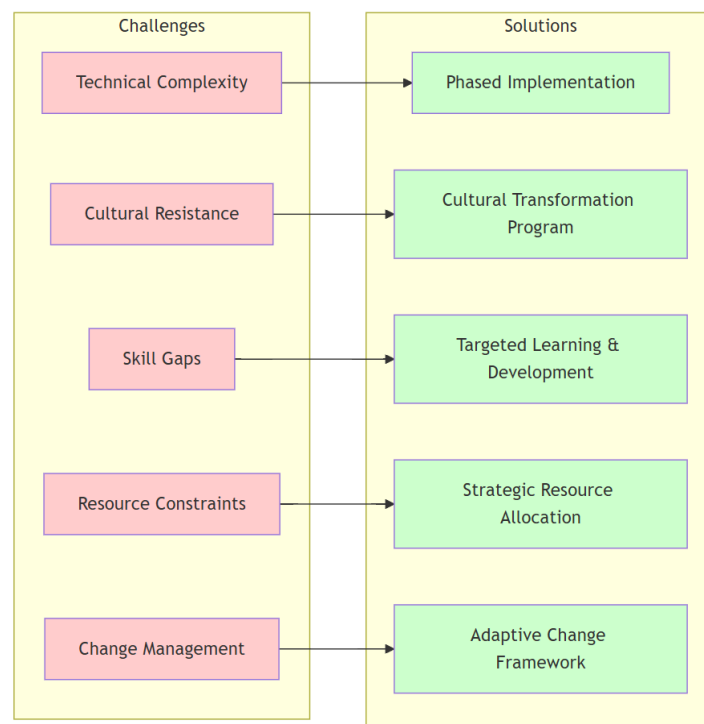 Challenges
Solutions
Technical Complexity
Phased Implementation
Cultural Resistance
Cultural Transformation
Program
Skill Gaps
Targeted Learning &
Development
Resource Constraints
Strategic Resource
Allocation
Change Management
Adaptive Change
Framework